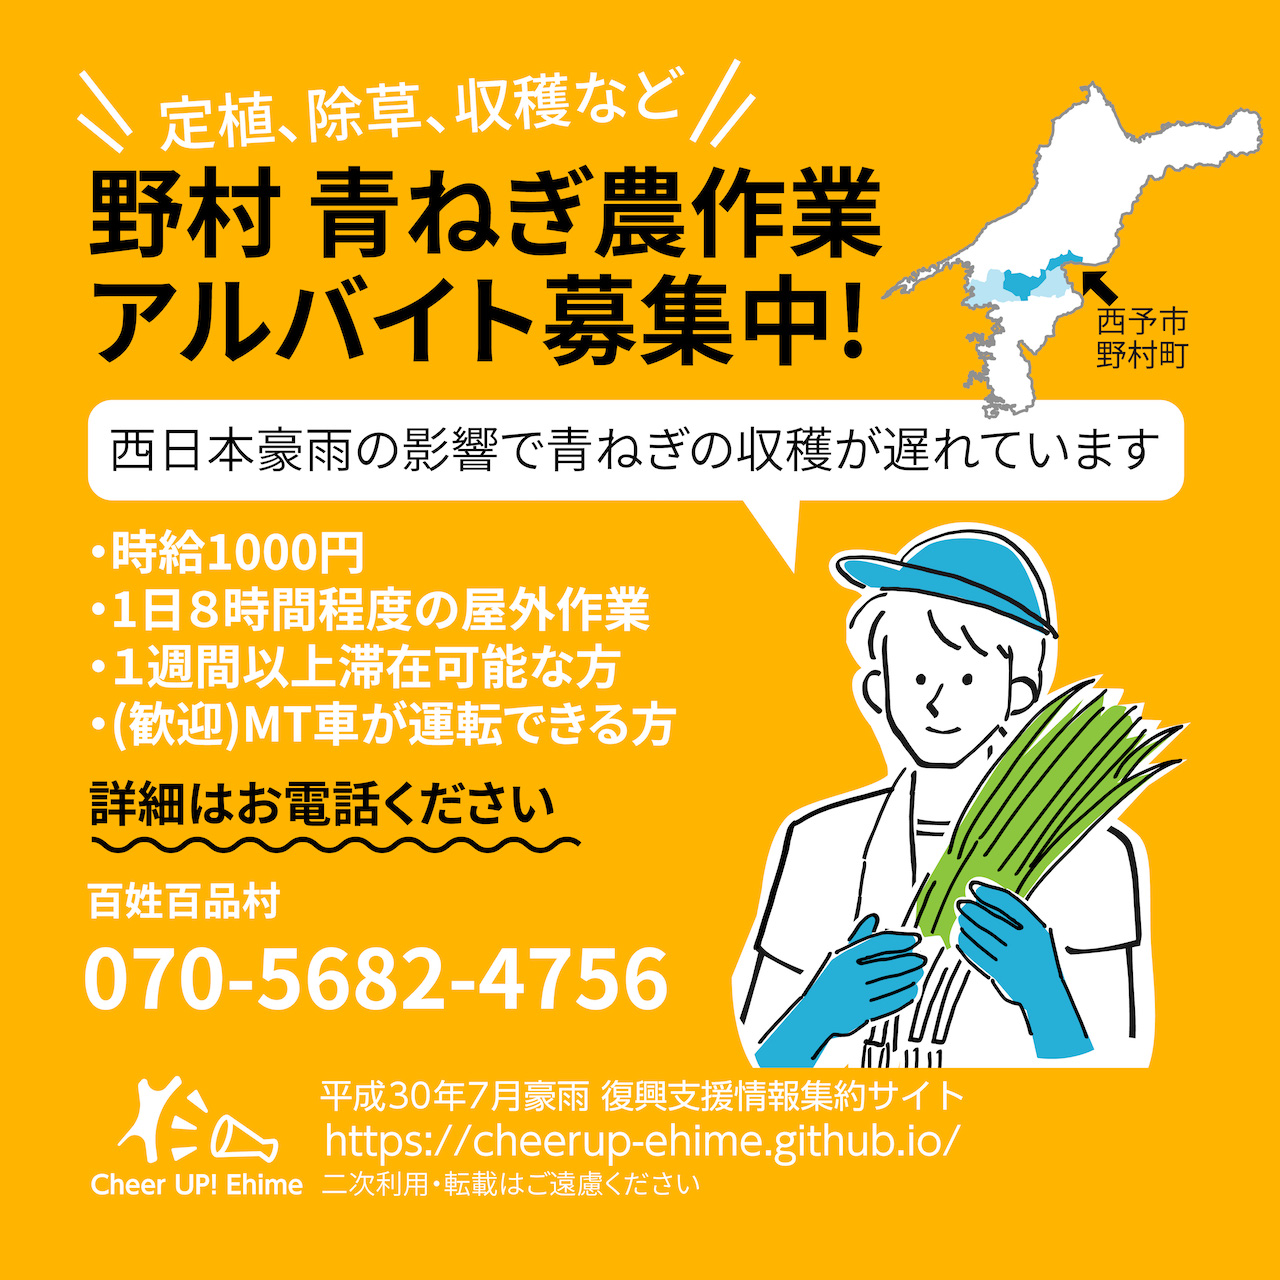 定植、除草、収穫など
野村 青ねぎ農作業
アルバイト募集中!
西予市
野村町
西日本豪雨の影響で青ねぎの収穫が遅れています
・時給1000円
・1日８時間程度の屋外作業
・１週間以上滞在可能な方
・(歓迎)MT車が運転できる方
詳細はお電話ください
百姓百品村
070-5682-4756
平成30年7月豪雨 復興支援情報集約サイト
https://cheerup-ehime.github.io/
Cheer UP! Ehime
二次利用・転載はご遠慮ください